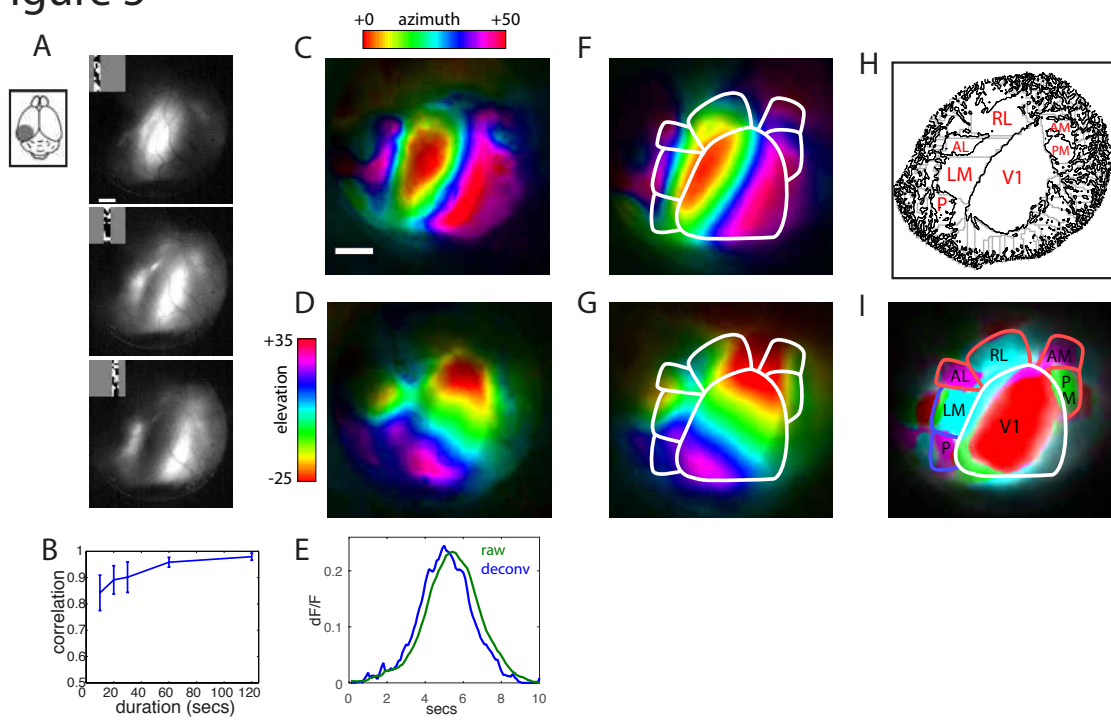 A
B
correlation
1
0.9
0.8
0.7
0.6
0.5
0 20 40 60 80 100 120
duration (secs)
+0 azimuth +50
C
D
+35
elevation
-25
E
raw
deconv
dF/F
0.2
0.1
0
0 2 4 6 8 10
secs
F
G
H
RL
AM
AL
PM
LM
V1
P
I
RL
AM
AL
P
M
LM
V1
P